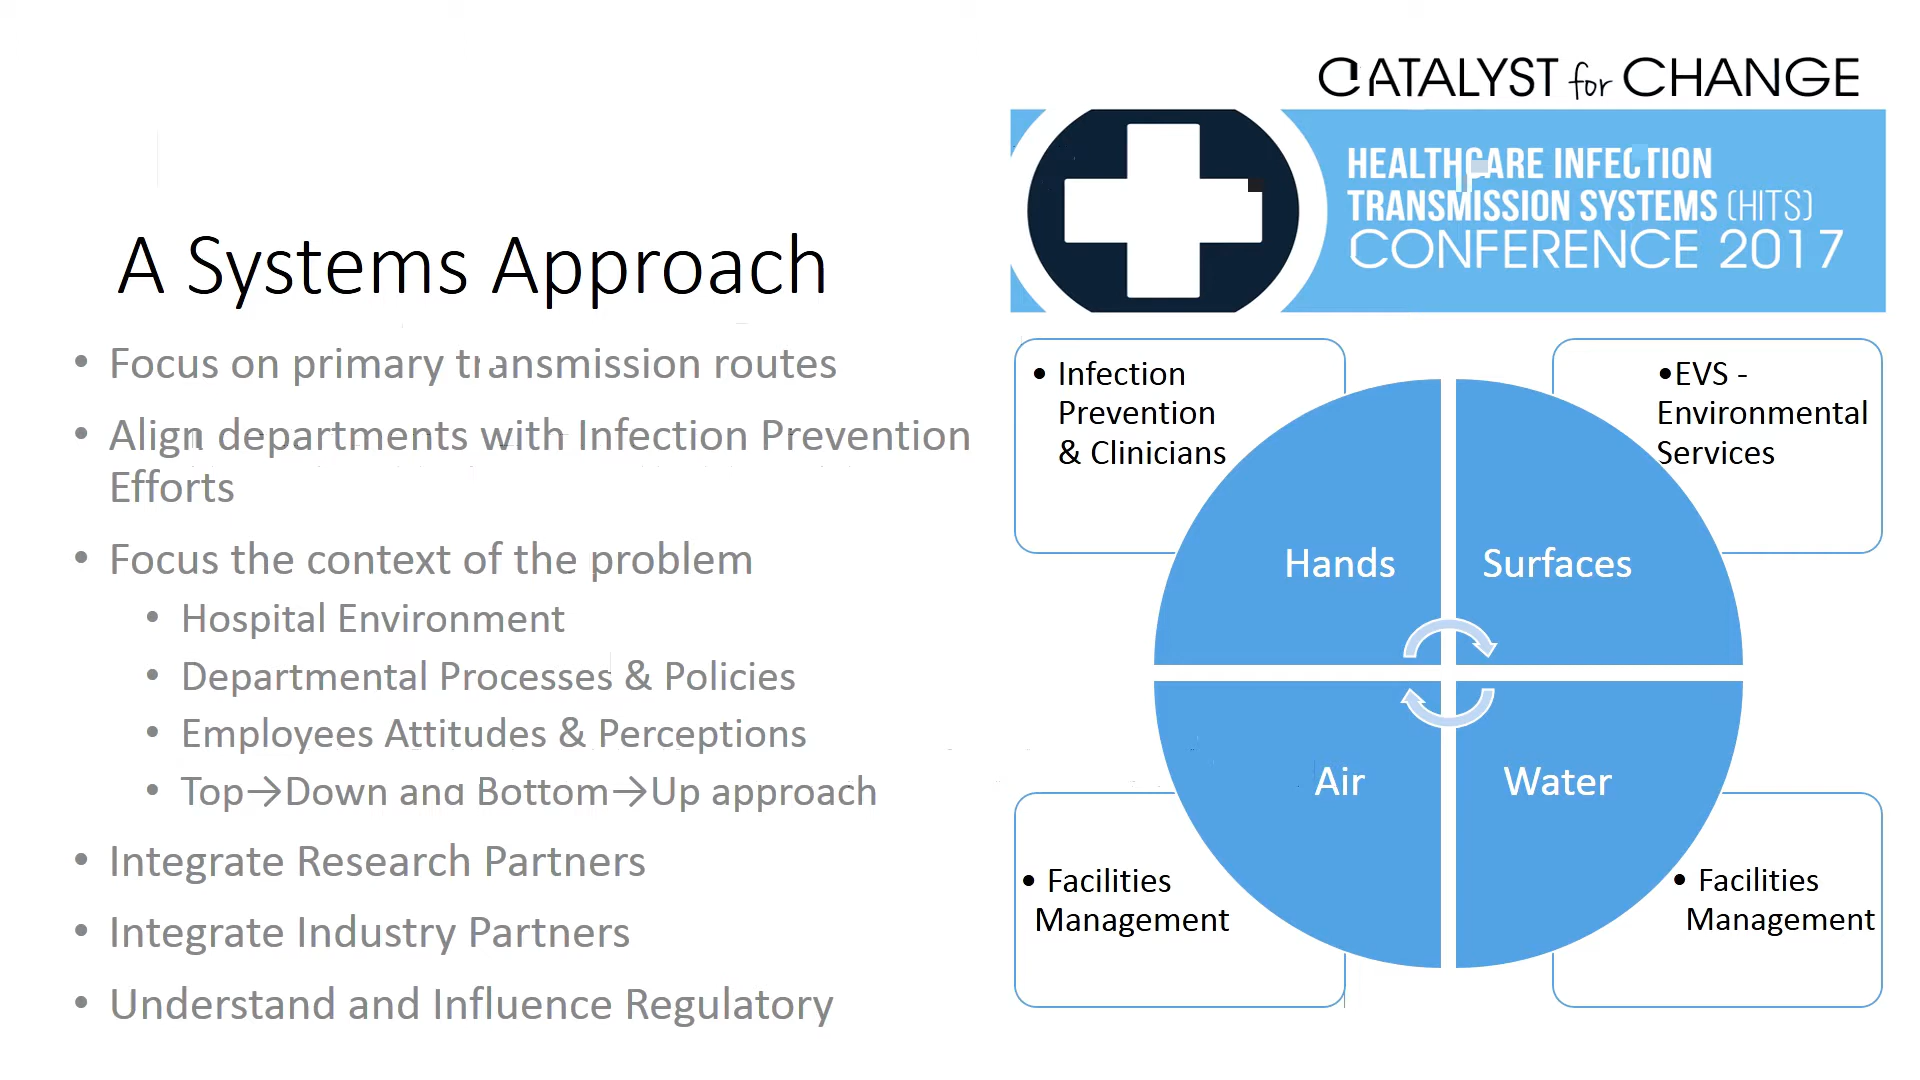 CATALYST for CHANGE
HEALTHCARE INFECTION
TRANSMISSION SYSTEMS (HITS)
CONFERENCE 2017
A Systems Approach
• Focus on primary transmission routes
• Align departments with Infection Prevention
Efforts
• Focus the context of the problem
• Hospital Environment
• Departmental Processes & Policies
• Employees Attitudes & Perceptions
• Top→Down and Bottom→Up approach
• Integrate Research Partners
• Integrate Industry Partners
• Understand and Influence Regulatory
• Infection
Prevention
& Clinicians
•EVS -
Environmental
Services
Hands
Surfaces
Air
Water
• Facilities
Management
• Facilities
Management